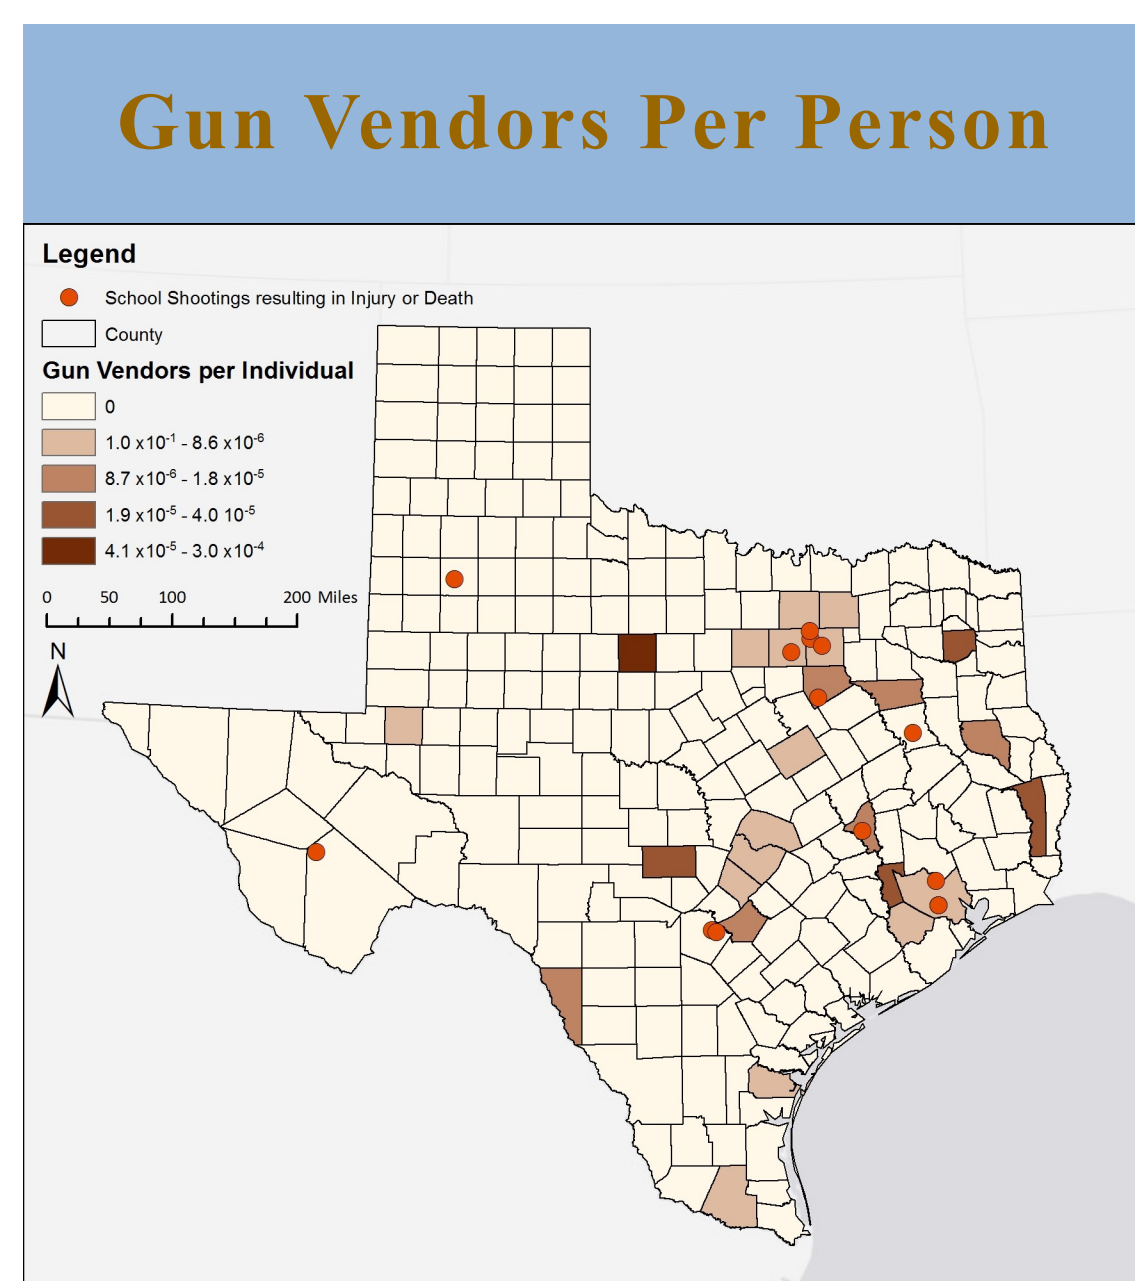 Gun Vendors Per Person
Legend
School Shootings resulting in Injury or Death
County
Gun Vendors per Individual
0
1.0 x10⁻¹ - 8.6 x10⁻⁶
8.7 x10⁻⁶ - 1.8 x10⁻⁵
1.9 x10⁻⁵ - 4.0 10⁻⁵
4.1 x10⁻⁵ - 3.0 x10⁻⁴
0 50 100 200 Miles
N